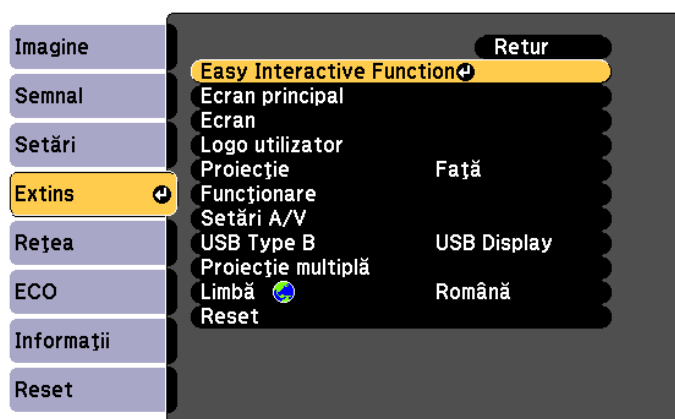 Imagine
Semnal
Setări
Extins
Reţea
ECO
Informaţii
Reset
Retur
Easy Interactive Function
Ecran principal
Ecran
Logo utilizator
Proiecţie Faţă
Funcţionare
Setări A/V
USB Type B USB Display
Proiecţie multiplă
Limbă Română
Reset